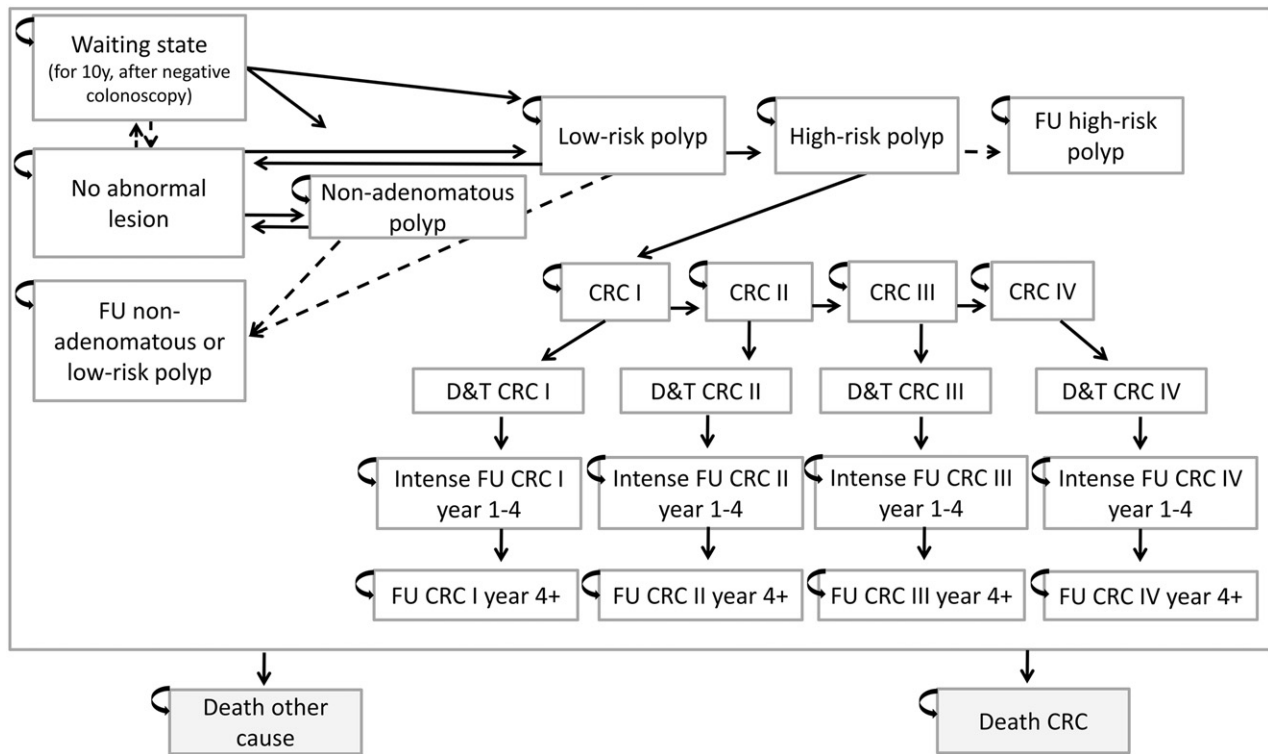 Waiting state
(for 10y, after negative
colonoscopy)
Low-risk polyp
High-risk polyp
FU high-risk
polyp
No abnormal
lesion
Non-adenomatous
polyp
FU non-
adenomatous or
low-risk polyp
CRC I
CRC II
CRC III
CRC IV
D&T CRC I
D&T CRC II
D&T CRC III
D&T CRC IV
Intense FU CRC I
year 1-4
Intense FU CRC II
year 1-4
Intense FU CRC III
year 1-4
Intense FU CRC IV
year 1-4
FU CRC I year 4+
FU CRC II year 4+
FU CRC III year 4+
FU CRC IV year 4+
Death other
cause
Death CRC